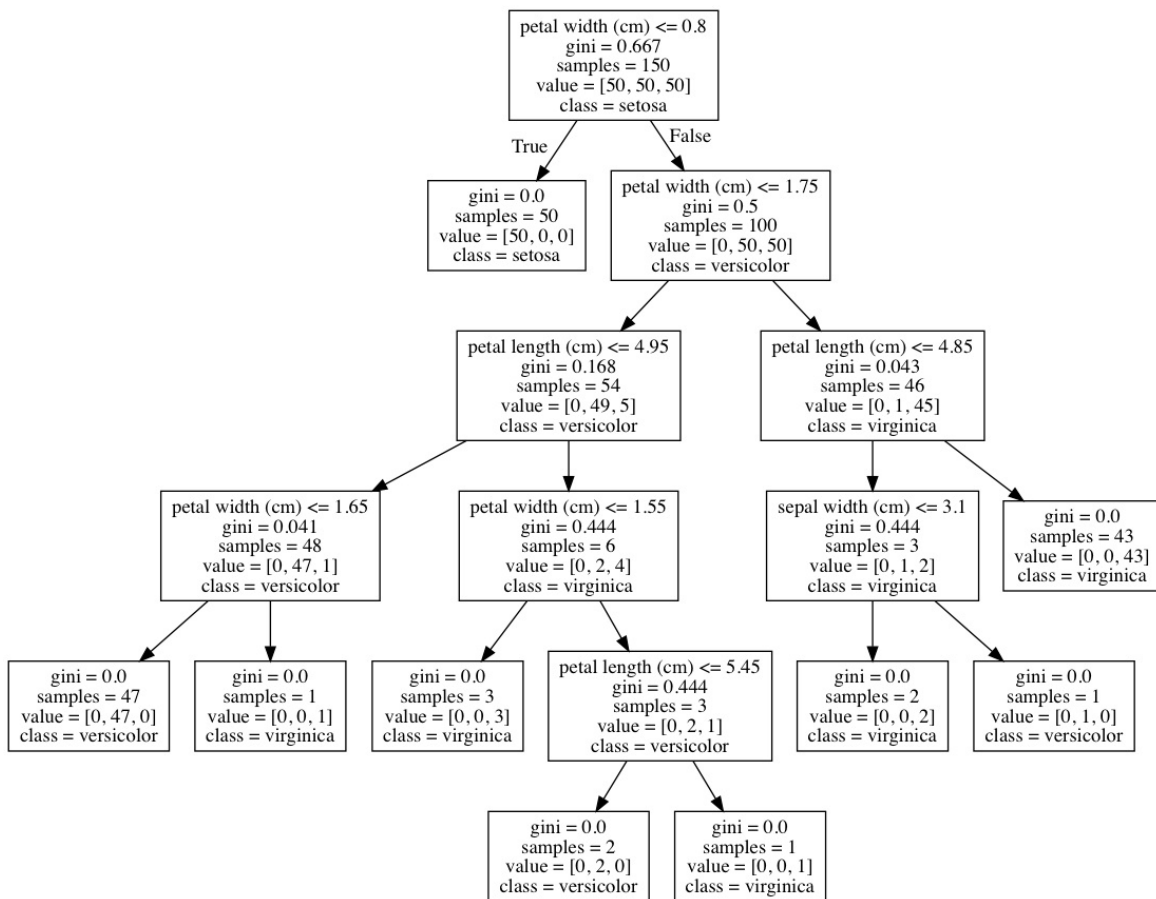 petal width (cm) <= 0.8
gini = 0.667
samples = 150
value = [50, 50, 50]
class = setosa
True
False
gini = 0.0
samples = 50
value = [50, 0, 0]
class = setosa
petal width (cm) <= 1.75
gini = 0.5
samples = 100
value = [0, 50, 50]
class = versicolor
petal length (cm) <= 4.95
gini = 0.168
samples = 54
value = [0, 49, 5]
class = versicolor
petal length (cm) <= 4.85
gini = 0.043
samples = 46
value = [0, 1, 45]
class = virginica
petal width (cm) <= 1.65
gini = 0.041
samples = 48
value = [0, 47, 1]
class = versicolor
petal width (cm) <= 1.55
gini = 0.444
samples = 6
value = [0, 2, 4]
class = virginica
sepal width (cm) <= 3.1
gini = 0.444
samples = 3
value = [0, 1, 2]
class = virginica
gini = 0.0
samples = 43
value = [0, 0, 43]
class = virginica
gini = 0.0
samples = 47
value = [0, 47, 0]
class = versicolor
gini = 0.0
samples = 1
value = [0, 0, 1]
class = virginica
gini = 0.0
samples = 3
value = [0, 0, 3]
class = virginica
petal length (cm) <= 5.45
gini = 0.444
samples = 3
value = [0, 2, 1]
class = versicolor
gini = 0.0
samples = 2
value = [0, 0, 2]
class = virginica
gini = 0.0
samples = 1
value = [0, 1, 0]
class = versicolor
gini = 0.0
samples = 2
value = [0, 2, 0]
class = versicolor
gini = 0.0
samples = 1
value = [0, 0, 1]
class = virginica